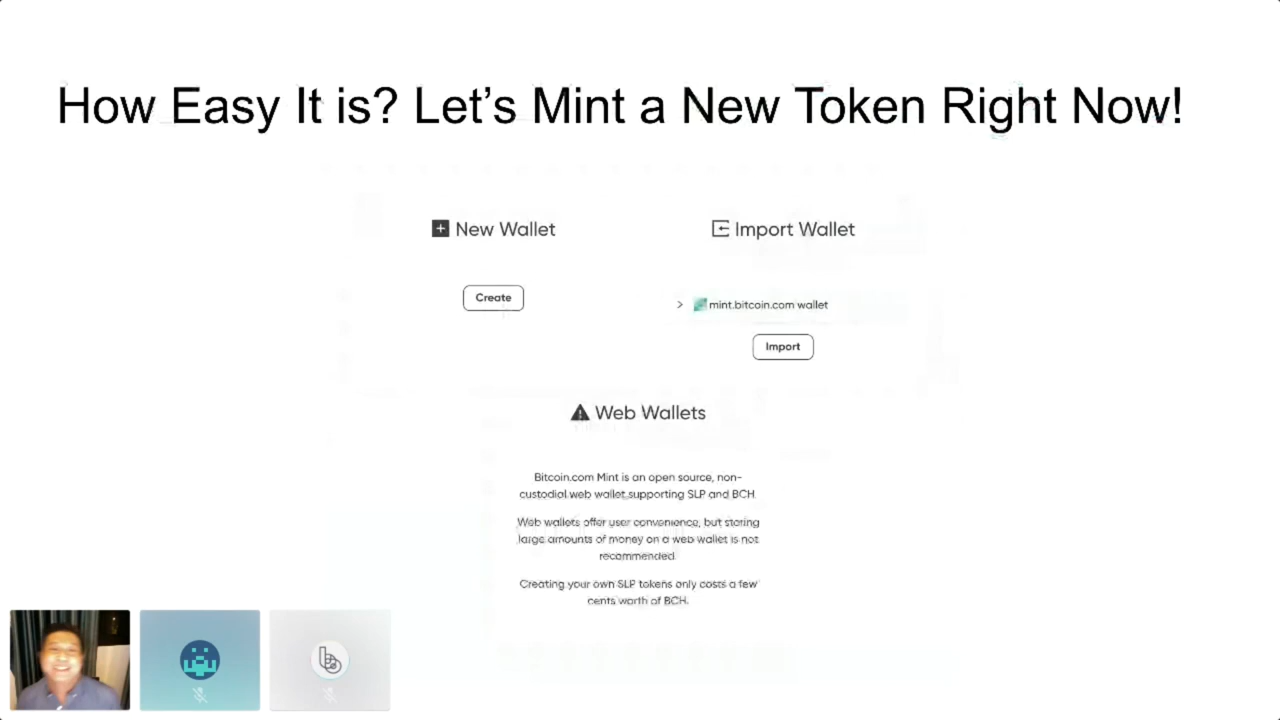 How Easy It is? Let's Mint a New Token Right Now!
New Wallet
Import Wallet
Create
mint.bitcoin.com wallet
Import
Web Wallets
Bitcoin.com Mint is an open source, non-
custodial web wallet supporting SLP and BCH.
Web wallets offer user convenience, but storing
large amounts of money on a web wallet is not
recommended.
Creating your own SLP tokens only costs a few
cents worth of BCH.